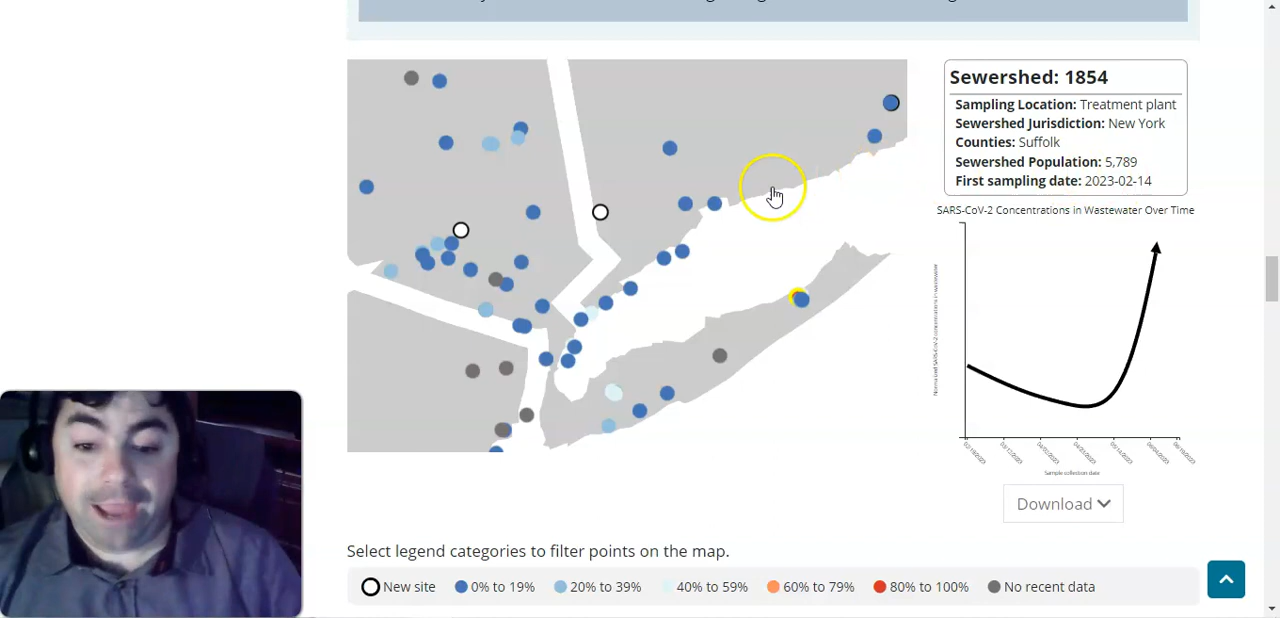 Sewershed: 1854
Sampling Location: Treatment plant
Sewershed Jurisdiction: New York
Counties: Suffolk
Sewershed Population: 5,789
First sampling date: 2023-02-14
SARS-CoV-2 Concentrations in Wastewater Over Time
Sample collection date
Download
Select legend categories to filter points on the map.
New site 0% to 19% 20% to 39% 40% to 59% 60% to 79% 80% to 100% No recent data